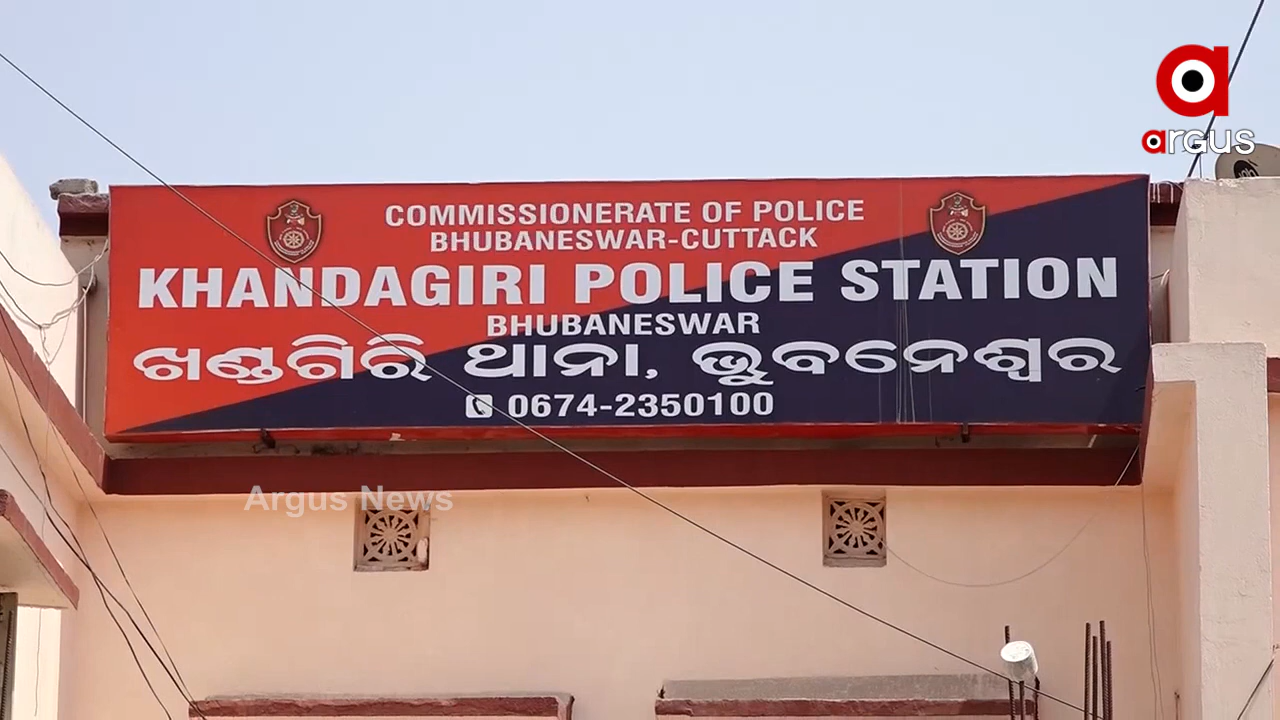 argus
COMMISSIONERATE OF POLICE
BHUBANESWAR-CUTTACK
KHANDAGIRI POLICE STATION
BHUBANESWAR
ଖଣ୍ଡଗିରି ଥାନା, ଭୁବନେଶ୍ୱର
0674-2350100
Argus News